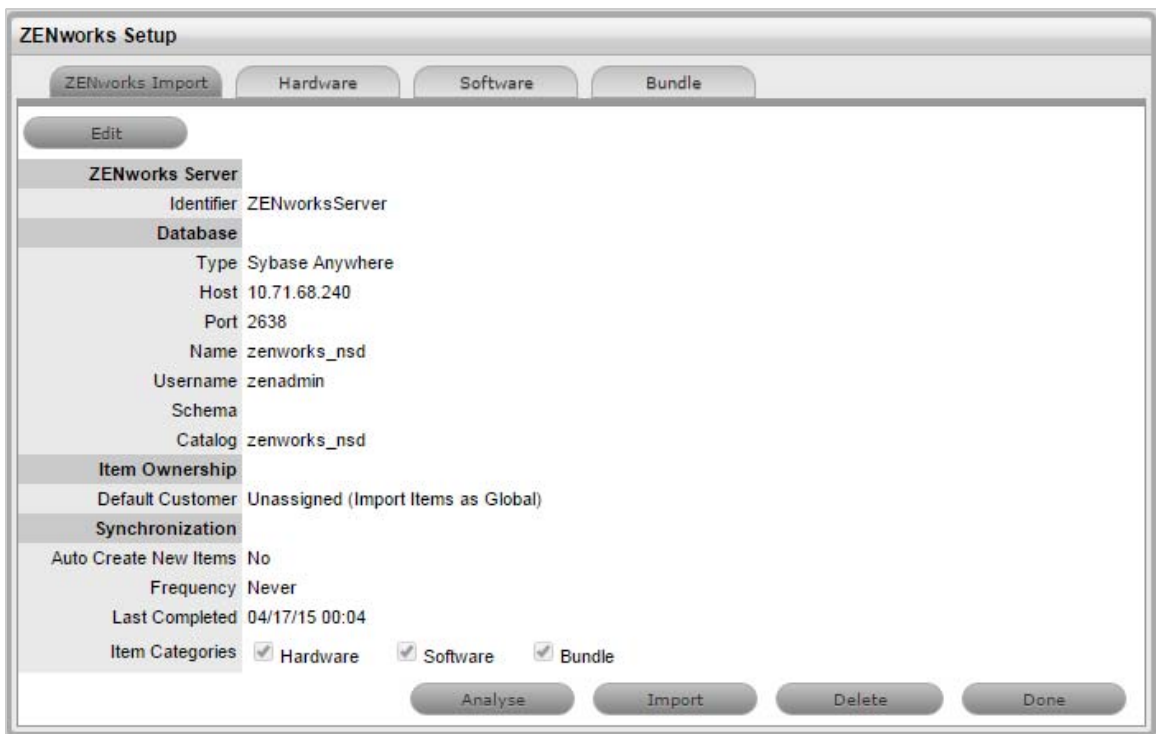 ZENworks Setup
ZENworks Import Hardware Software Bundle
Edit
ZENworks Server
Identifier ZENworksServer
Database
Type Sybase Anywhere
Host 10.71.68.240
Port 2638
Name zenworks_nsd
Username zenadmin
Schema
Catalog zenworks_nsd
Item Ownership
Default Customer Unassigned (Import Items as Global)
Synchronization
Auto Create New Items No
Frequency Never
Last Completed 04/17/15 00:04
Item Categories Hardware Software Bundle
Analyse Import Delete Done